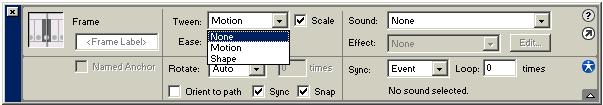 Frame
Tween: Motion Scale
Sound: None
<Frame Label>
Ease:
None
Motion
Shape
Effect: None Edit...
Named Anchor
Rotate: Auto 0 times
Sync: Event Loop: 0 times
Orient to path Sync Snap
No sound selected.